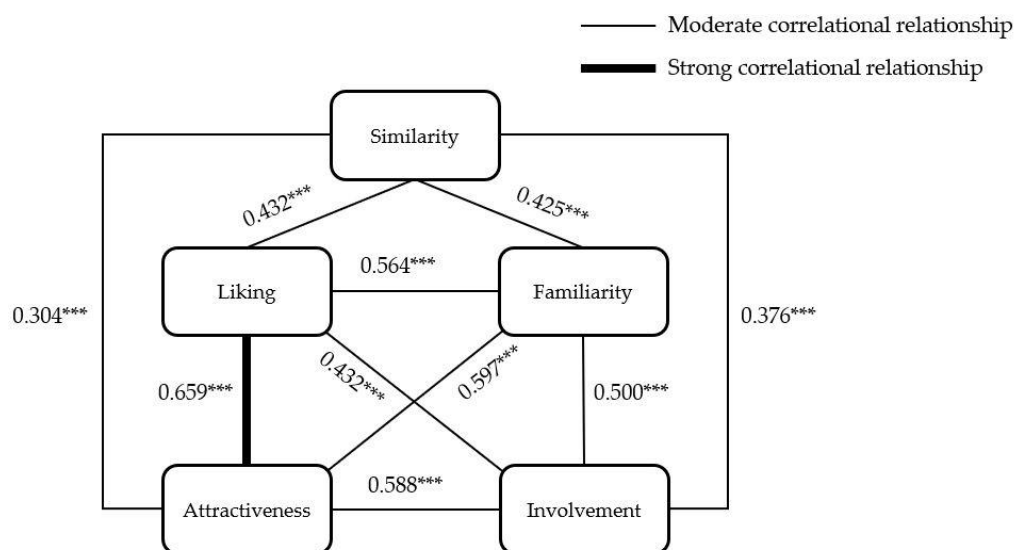 Moderate correlational relationship
Strong correlational relationship
Similarity
0.432***
0.425***
0.564***
Liking
Familiarity
0.304***
0.376***
0.432***
0.597***
0.659***
0.500***
0.588***
Attractiveness
Involvement